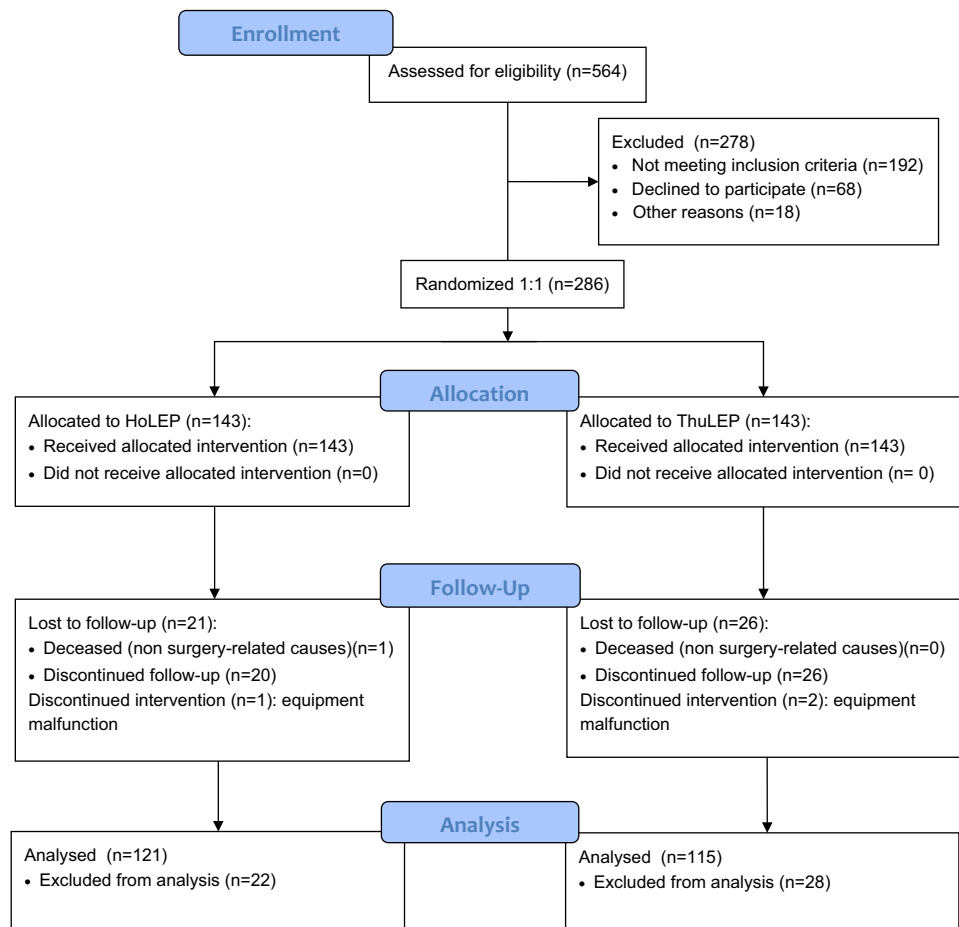 Enrollment
Assessed for eligibility (n=564)
Excluded (n=278)
• Not meeting inclusion criteria (n=192)
• Declined to participate (n=68)
• Other reasons (n=18)
Randomized 1:1 (n=286)
Allocation
Allocated to HoLEP (n=143):
• Received allocated intervention (n=143)
• Did not receive allocated intervention (n=0)
Allocated to ThuLEP (n=143):
• Received allocated intervention (n=143)
• Did not receive allocated intervention (n= 0)
Follow-Up
Lost to follow-up (n=21):
• Deceased (non surgery-related causes)(n=1)
• Discontinued follow-up (n=20)
Discontinued intervention (n=1): equipment
malfunction
Lost to follow-up (n=26):
• Deceased (non surgery-related causes)(n=0)
• Discontinued follow-up (n=26)
Discontinued intervention (n=2): equipment
malfunction
Analysis
Analysed (n=121)
• Excluded from analysis (n=22)
Analysed (n=115)
• Excluded from analysis (n=28)